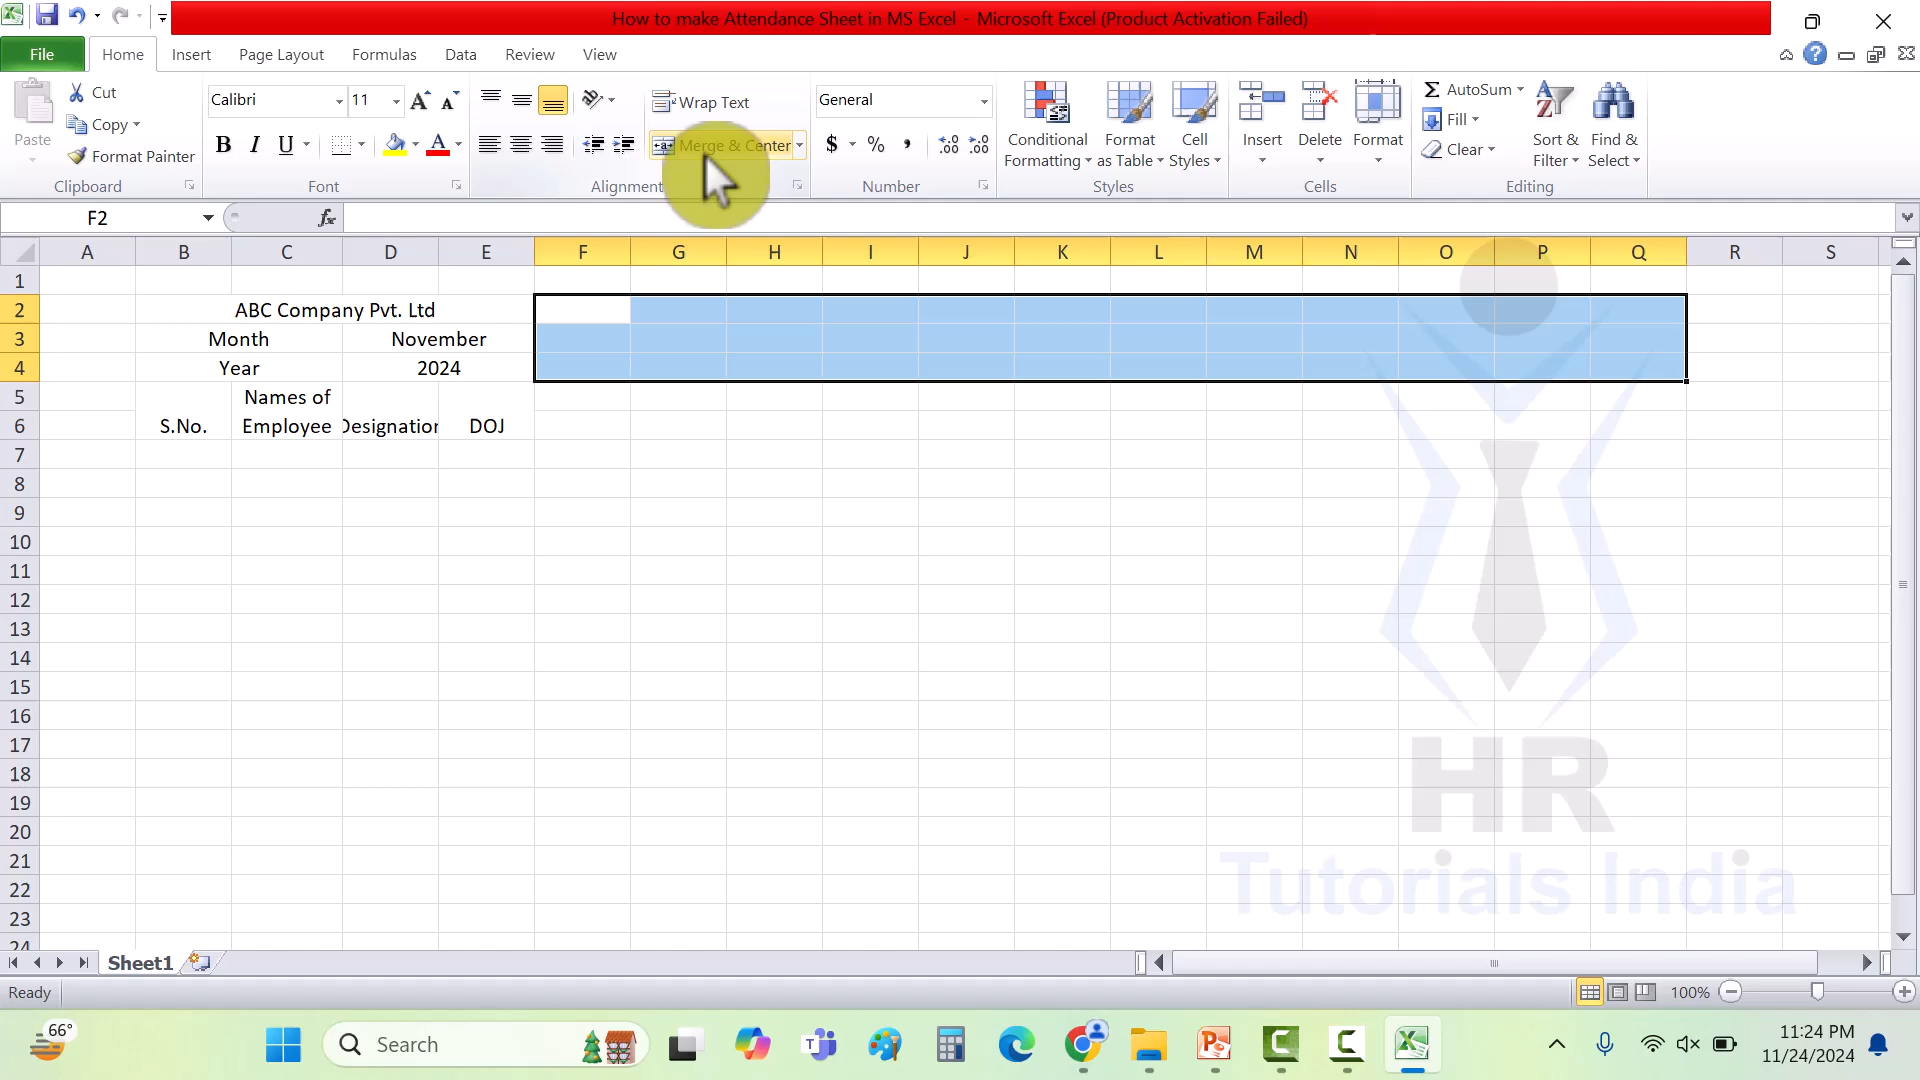 How to make Attendance Sheet in MS Excel - Microsoft Excel (Product Activation Failed)
File Home Insert Page Layout Formulas Data Review View
Paste
Cut
Copy
Format Painter
Clipboard
Calibri 11
B I U
Font
Wrap Text
Merge & Center
Alignment
General
$ % ,
Number
Conditional
Formatting
Format
as Table
Cell
Styles
Styles
Insert Delete Format
Cells
AutoSum
Fill
Clear
Sort &
Filter
Find &
Select
Editing
F2 fx
A B C D E F G H I J K L M N O P Q R S
1
2 ABC Company Pvt. Ltd
3 Month November
4 Year 2024
5 Names of
6 S.No. Employee Designation DOJ
7
8
9
10
11
12
13
14
15
16
17
18
19
20
21
22
23
24
HR
Tutorials India
Sheet1
Ready 100%
66° Search 11:24 PM
11/24/2024